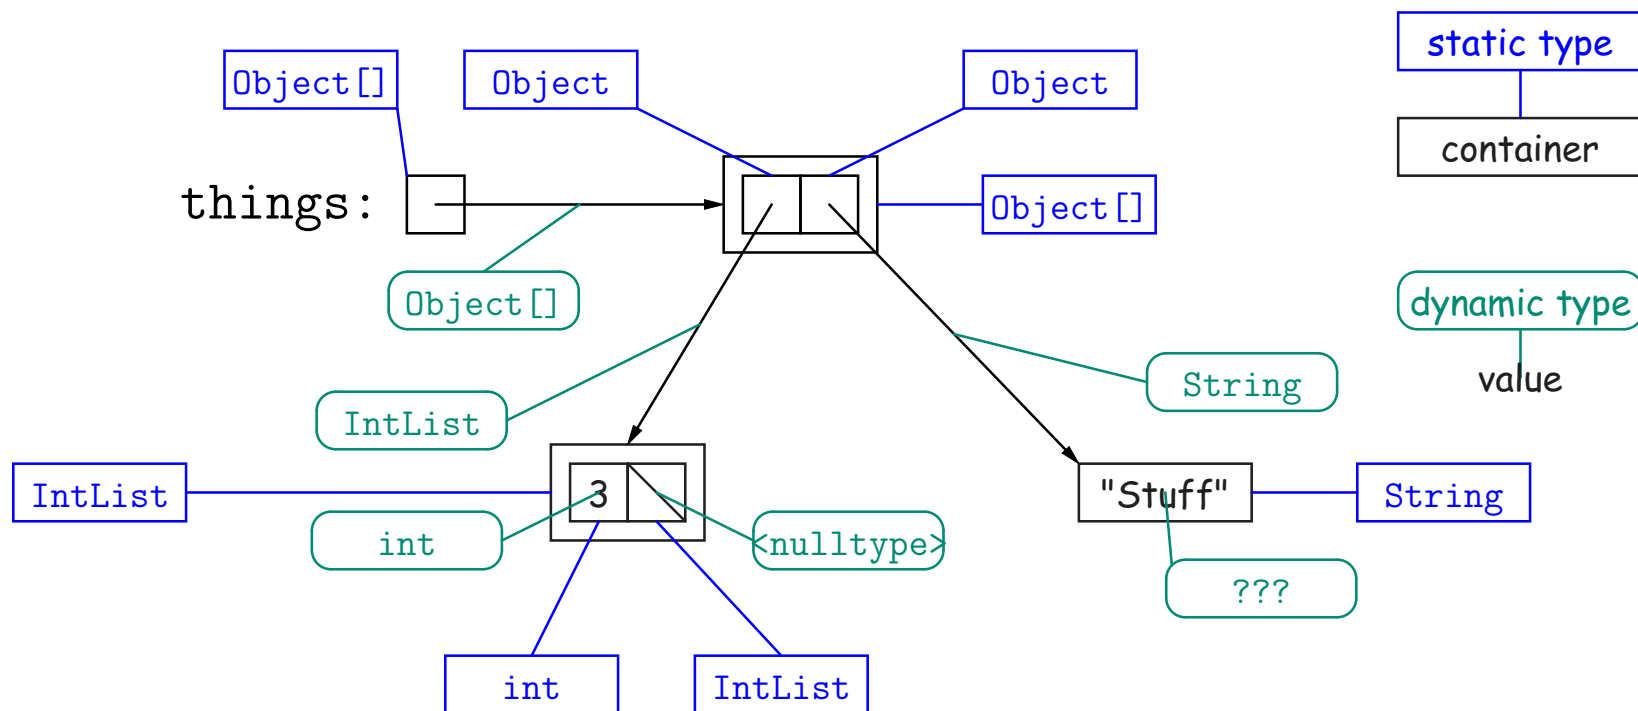 static type
Object[]
Object
Object
container
things:
Object[]
Object[]
dynamic type
String
value
IntList
IntList
3
"Stuff"
String
int
<nulltype>
???
int
IntList